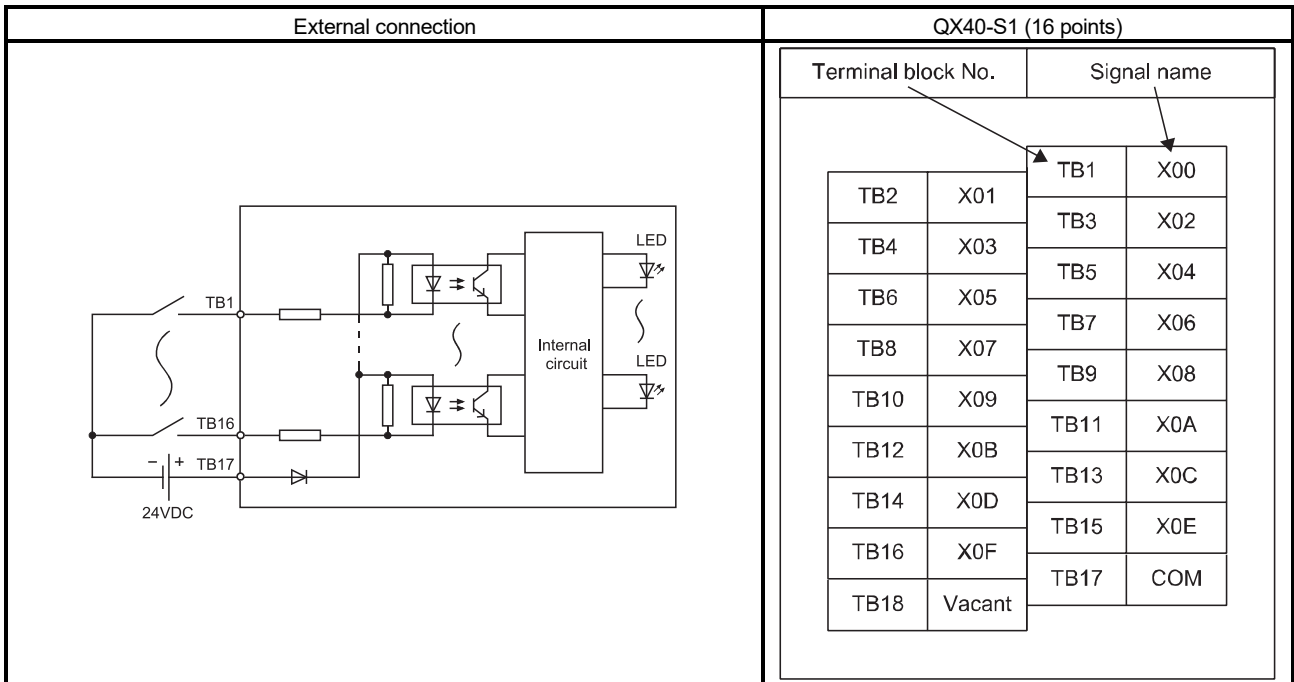 External connection
QX40-S1 (16 points)
Terminal block No.
Signal name
TB1 X00
TB2 X01
TB3 X02
TB4 X03
TB5 X04
TB6 X05
TB7 X06
TB8 X07
TB9 X08
TB10 X09
TB11 X0A
TB12 X0B
TB13 X0C
TB14 X0D
TB15 X0E
TB16 X0F
TB17 COM
TB18 Vacant
LED
TB1
Internal
circuit
LED
TB16
− + TB17
24VDC